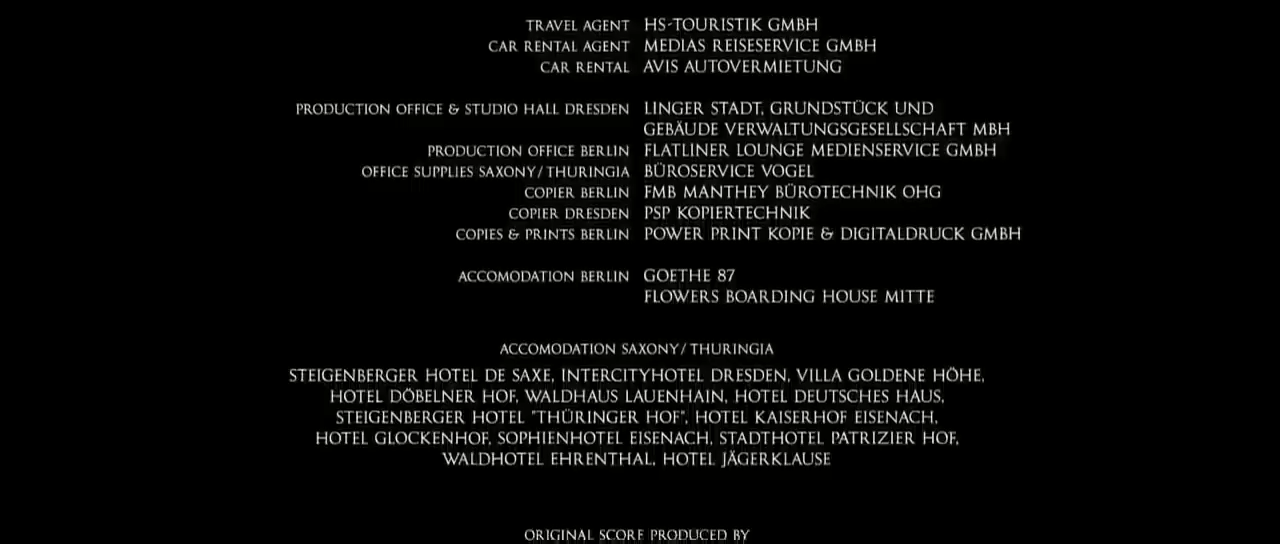 TRAVEL AGENT HS-TOURISTIK GMBH
CAR RENTAL AGENT MEDIAS REISESERVICE GMBH
CAR RENTAL AVIS AUTOVERMIETUNG
PRODUCTION OFFICE & STUDIO HALL DRESDEN LINGER STADT, GRUNDSTÜCK UND
GEBÄUDE VERWALTUNGSGESELLSCHAFT MBH
PRODUCTION OFFICE BERLIN FLATLINER LOUNGE MEDIENSERVICE GMBH
OFFICE SUPPLIES SAXONY/THURINGIA BÜROSERVICE VOGEL
COPIER BERLIN FMB MANTHEY BÜROTECHNIK OHG
COPIER DRESDEN PSP KOPIERTECHNIK
COPIES & PRINTS BERLIN POWER PRINT KOPIE & DIGITALDRUCK GMBH
ACCOMODATION BERLIN GOETHE 87
FLOWERS BOARDING HOUSE MITTE
ACCOMODATION SAXONY/THURINGIA
STEIGENBERGER HOTEL DE SAXE, INTERCITYHOTEL DRESDEN, VILLA GOLDENE HÖHE,
HOTEL DÖBELNER HOF, WALDHAUS LAUENHAIN, HOTEL DEUTSCHES HAUS,
STEIGENBERGER HOTEL "THÜRINGER HOF", HOTEL KAISERHOF EISENACH,
HOTEL GLOCKENHOF, SOPHIENHOTEL EISENACH, STADTHOTEL PATRIZIER HOF,
WALDHOTEL EHRENTHAL, HOTEL JÄGERKLAUSE
ORIGINAL SCORE PRODUCED BY